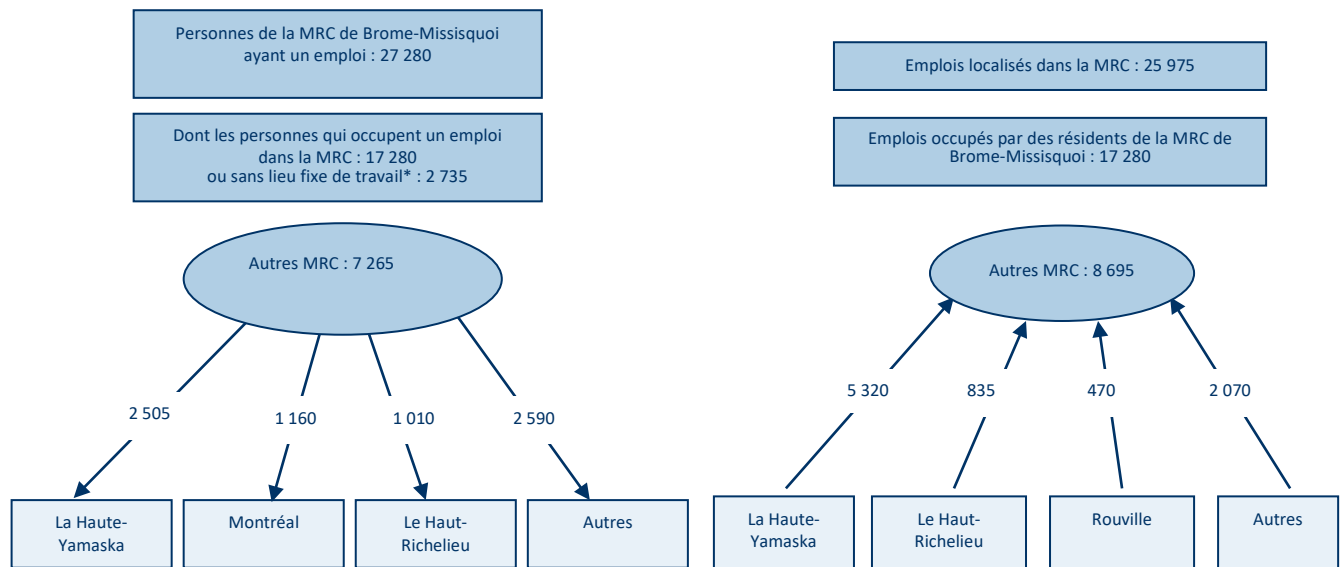 Personnes de la MRC de Brome-Missisquoi
ayant un emploi : 27 280
Dont les personnes qui occupent un emploi
dans la MRC : 17 280
ou sans lieu fixe de travail* : 2 735
Autres MRC : 7 265
2 505
1 160
1 010
2 590
La Haute-
Yamaska
Montréal
Le Haut-
Richelieu
Autres
Emplois localisés dans la MRC : 25 975
Emplois occupés par des résidents de la MRC de
Brome-Missisquoi : 17 280
Autres MRC : 8 695
5 320
835
470
2 070
La Haute-
Yamaska
Le Haut-
Richelieu
Rouville
Autres